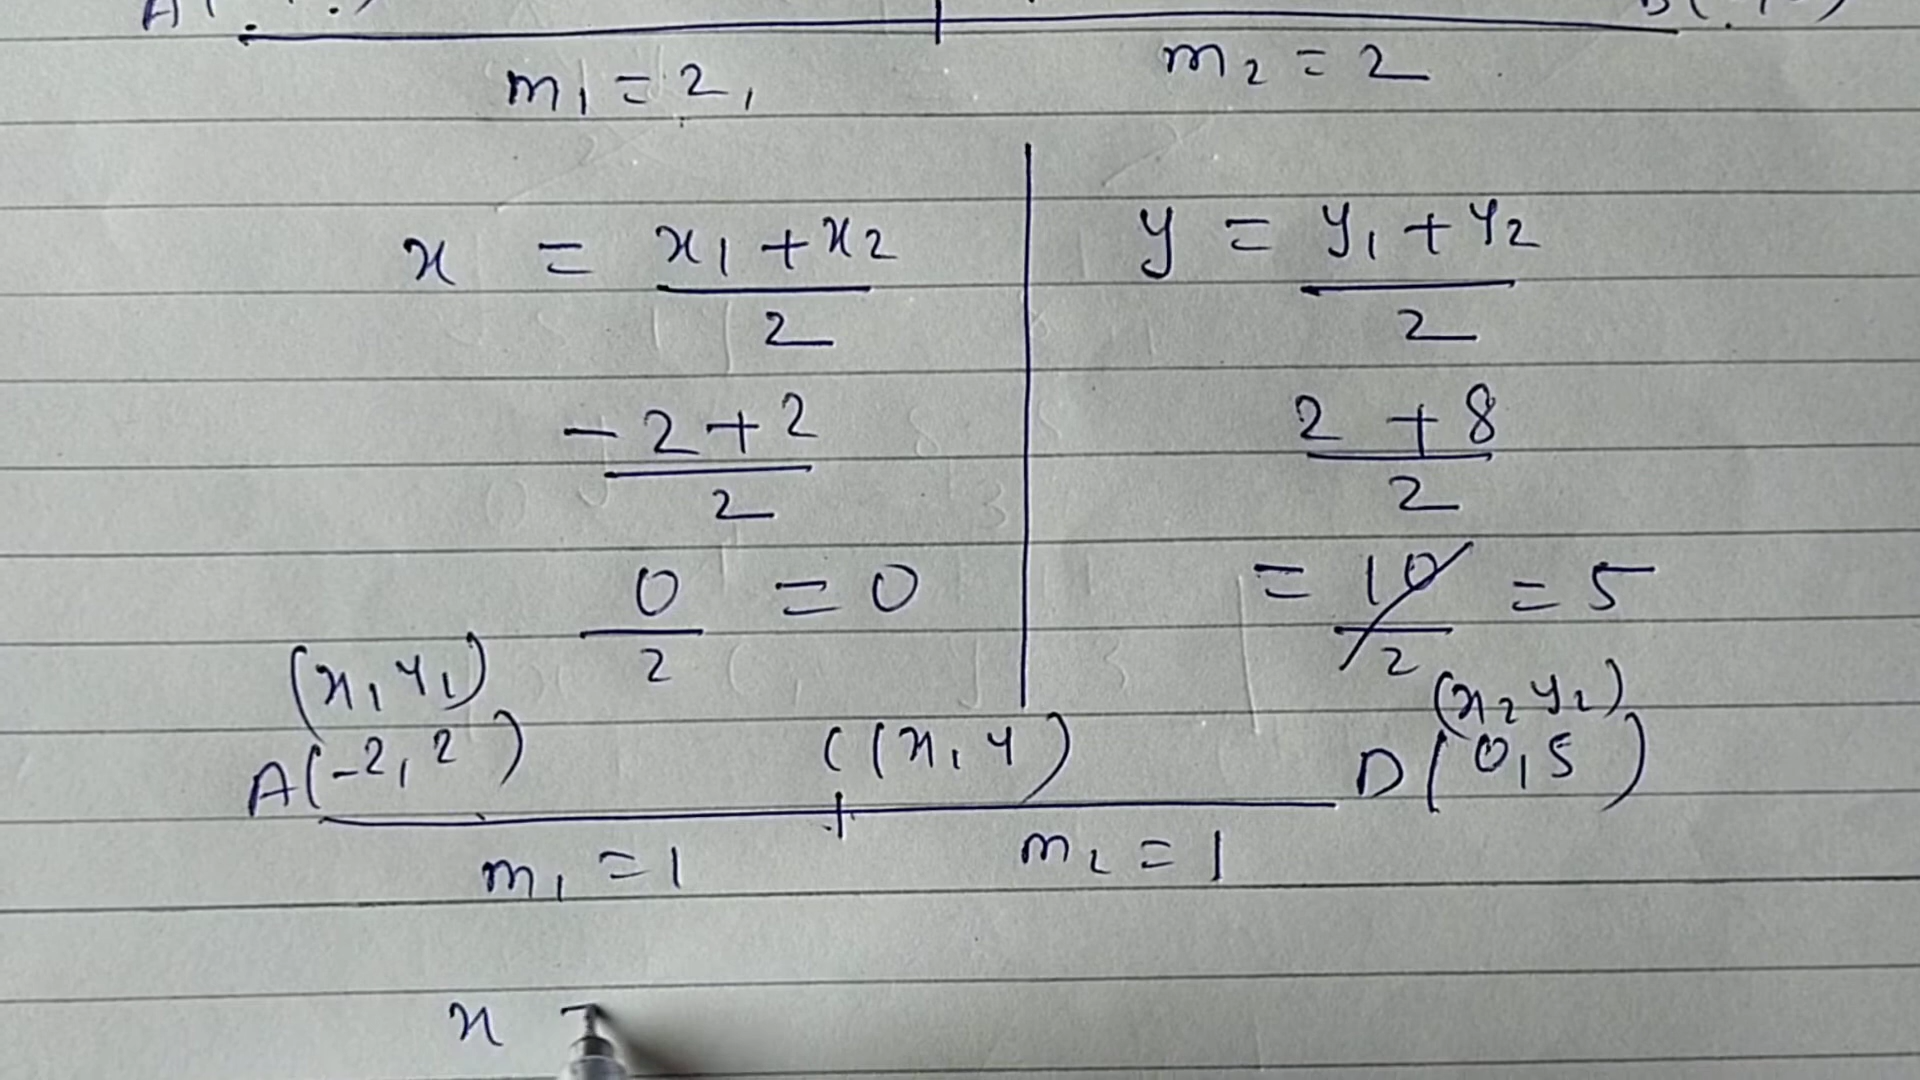 m₁ = 2, m₂ = 2
x = x₁ + x₂ / 2 y = y₁ + y₂ / 2
-2 + 2 / 2 2 + 8 / 2
0 / 2 = 0 = 10 / 2 = 5
(x₁ y₁) (x₂ y₂)
A(-2, 2) C(x, y) D(0, 5)
m₁ = 1 m₂ = 1
x